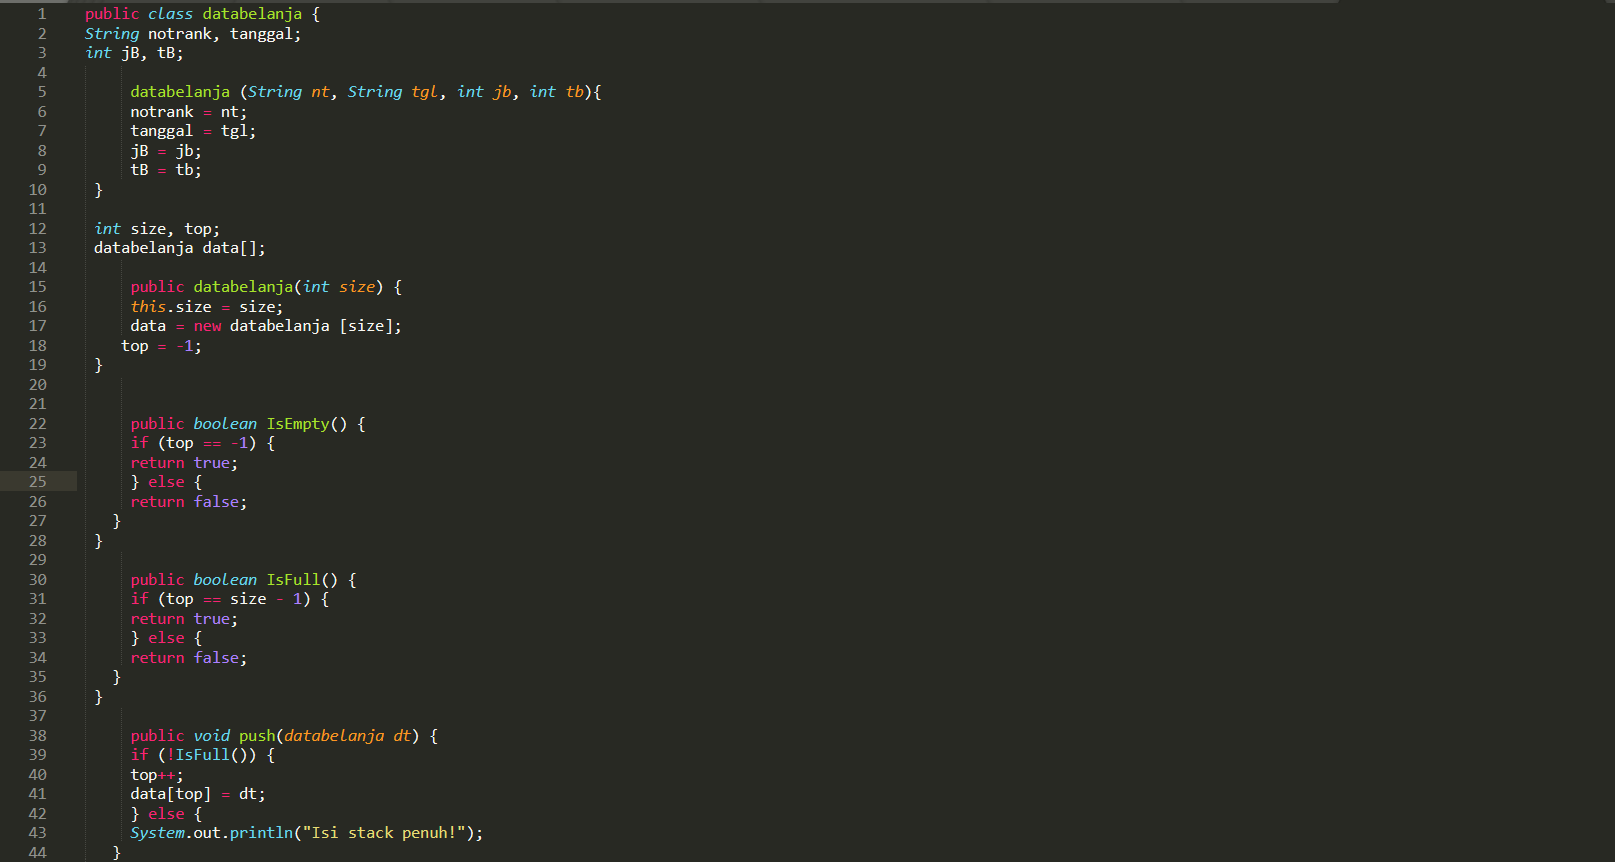 1 public class databelanja {
2 String notrank, tanggal;
3 int jB, tB;
4
5 databelanja (String nt, String tgl, int jb, int tb){
6 notrank = nt;
7 tanggal = tgl;
8 jB = jb;
9 tB = tb;
10 }
11
12 int size, top;
13 databelanja data[];
14
15 public databelanja(int size) {
16 this.size = size;
17 data = new databelanja [size];
18 top = -1;
19 }
20
21
22 public boolean IsEmpty() {
23 if (top == -1) {
24 return true;
25 } else {
26 return false;
27 }
28 }
29
30 public boolean IsFull() {
31 if (top == size - 1) {
32 return true;
33 } else {
34 return false;
35 }
36 }
37
38 public void push(databelanja dt) {
39 if (!IsFull()) {
40 top++;
41 data[top] = dt;
42 } else {
43 System.out.println("Isi stack penuh!");
44 }